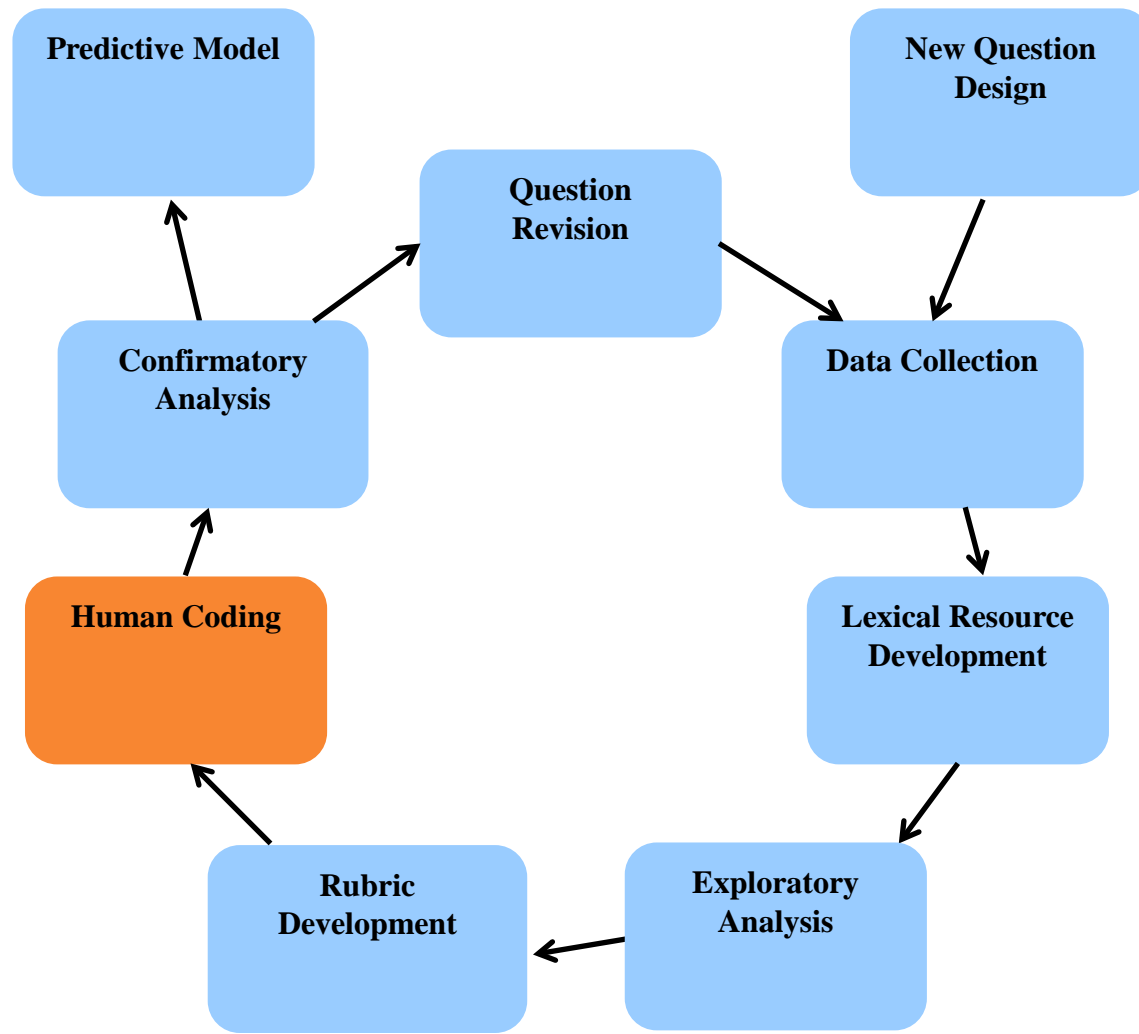 Predictive Model
New Question
Design
Question
Revision
Confirmatory
Analysis
Data Collection
Human Coding
Lexical Resource
Development
Rubric
Development
Exploratory
Analysis